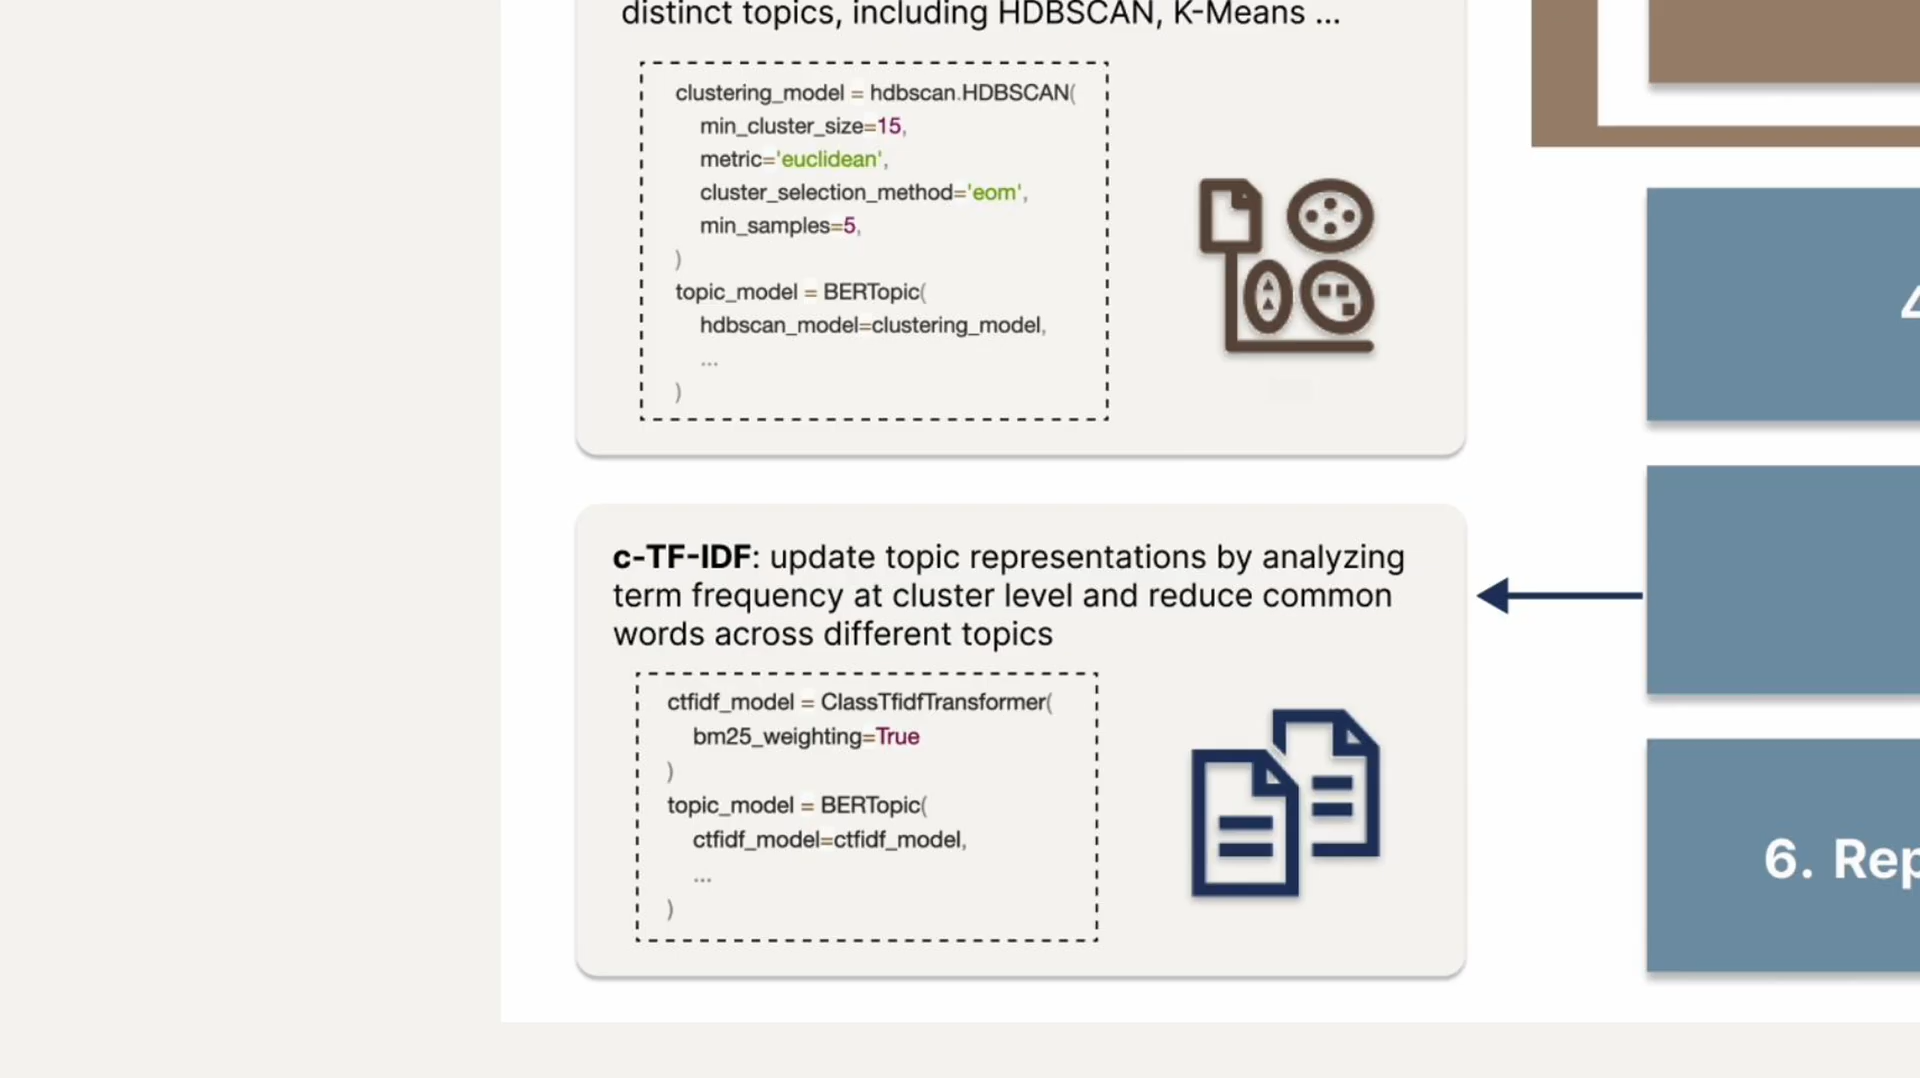 distinct topics, including HDBSCAN, K-Means ...
clustering_model = hdbscan.HDBSCAN(
min_cluster_size=15,
metric='euclidean',
cluster_selection_method='eom',
min_samples=5,
)
topic_model = BERTopic(
hdbscan_model=clustering_model,
...
)
c-TF-IDF: update topic representations by analyzing
term frequency at cluster level and reduce common
words across different topics
ctfidf_model = ClassTfidfTransformer(
bm25_weighting=True
)
topic_model = BERTopic(
ctfidf_model=ctfidf_model,
...
)
6. Rep